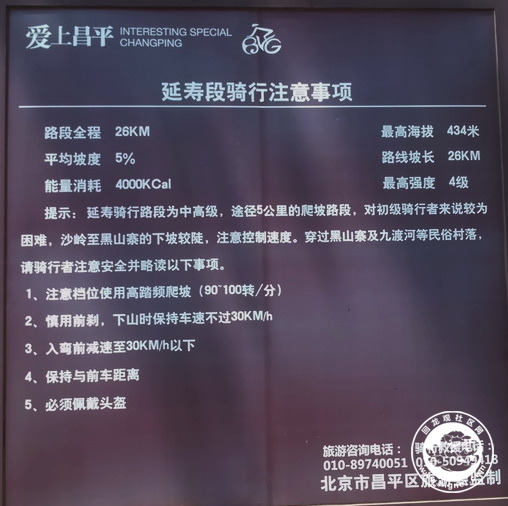 爱上昌平 INTERESTING SPECIAL CHANGPING
延寿段骑行注意事项
路段全程 26KM 最高海拔 434米
平均坡度 5% 路线坡长 26KM
能量消耗 4000KCal 最高强度 4级
提示：延寿骑行路段为中高级，途径5公里的爬坡路段，对初级骑行者来说较为
困难，沙岭至黑山寨的下坡较陡，注意控制速度。穿过黑山寨及九渡河等民俗村落，
请骑行者注意安全并略读以下事项。
1、注意档位使用高踏频爬坡（90~100转/分）
2、慎用前刹，下山时保持车速不过30KM/h
3、入弯前减速至30KM/h以下
4、保持与前车距离
5、必须佩戴头盔
旅游咨询电话：
010-89740051
北京市昌平区旅 监制
回龙观社区网